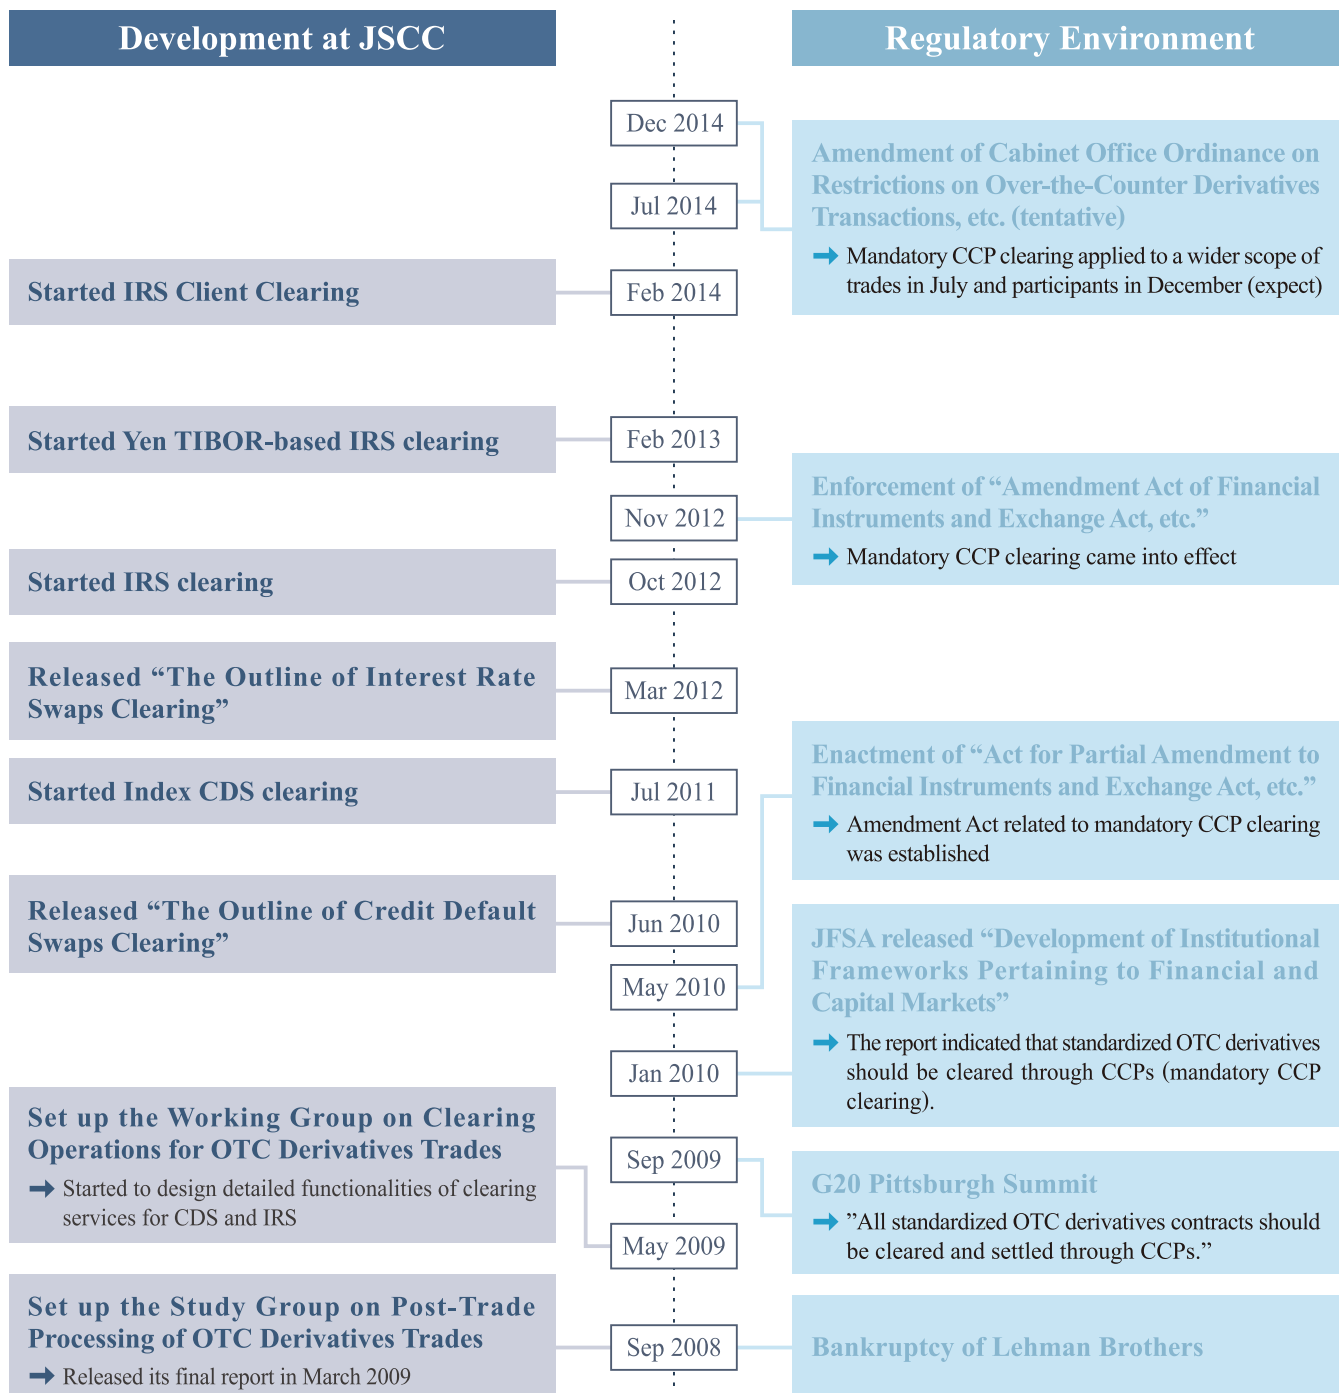 Development at JSCC
Regulatory Environment
Dec 2014
Amendment of Cabinet Office Ordinance on
Restrictions on Over-the-Counter Derivatives
Transactions, etc. (tentative)
➞ Mandatory CCP clearing applied to a wider scope of
trades in July and participants in December (expect)
Jul 2014
Started IRS Client Clearing
Feb 2014
Started Yen TIBOR-based IRS clearing
Feb 2013
Enforcement of “Amendment Act of Financial
Instruments and Exchange Act, etc.”
➞ Mandatory CCP clearing came into effect
Nov 2012
Started IRS clearing
Oct 2012
Released “The Outline of Interest Rate
Swaps Clearing”
Mar 2012
Started Index CDS clearing
Jul 2011
Enactment of “Act for Partial Amendment to
Financial Instruments and Exchange Act, etc.”
➞ Amendment Act related to mandatory CCP clearing
was established
Released “The Outline of Credit Default
Swaps Clearing”
Jun 2010
May 2010
JFSA released “Development of Institutional
Frameworks Pertaining to Financial and
Capital Markets”
➞ The report indicated that standardized OTC derivatives
should be cleared through CCPs (mandatory CCP
clearing).
Jan 2010
Set up the Working Group on Clearing
Operations for OTC Derivatives Trades
➞ Started to design detailed functionalities of clearing
services for CDS and IRS
Sep 2009
G20 Pittsburgh Summit
➞ ”All standardized OTC derivatives contracts should
be cleared and settled through CCPs.”
May 2009
Set up the Study Group on Post-Trade
Processing of OTC Derivatives Trades
➞ Released its final report in March 2009
Sep 2008
Bankruptcy of Lehman Brothers